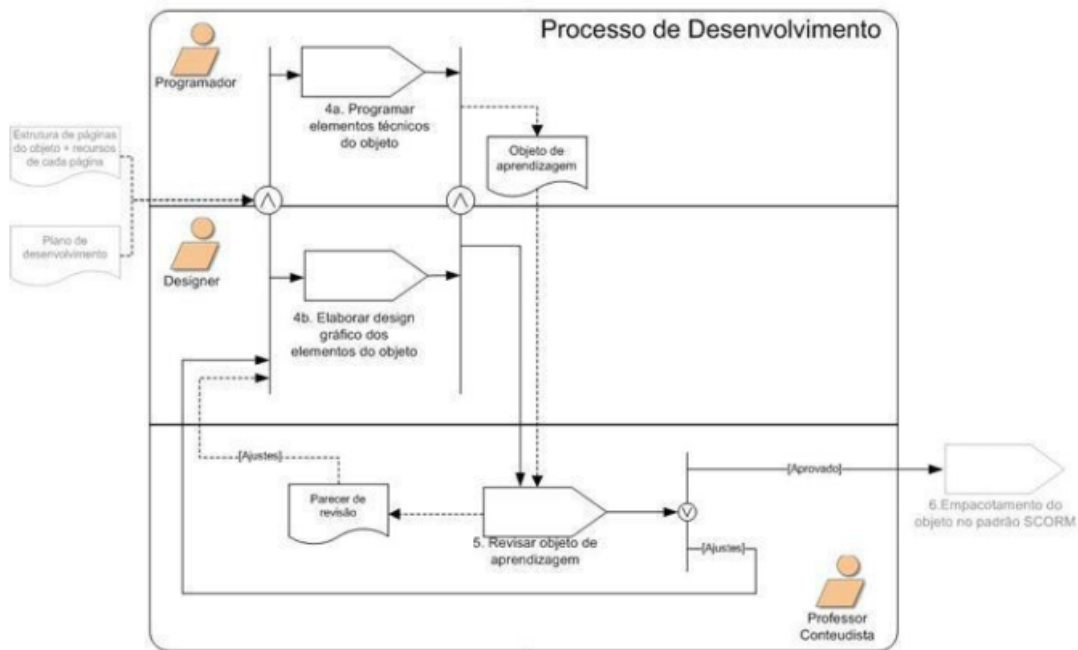 Processo de Desenvolvimento
Programador
4a. Programar
elementos técnicos
do objeto
Estrutura de páginas
do objeto + recursos
de cada página
Objeto de
aprendizagem
Plano de
desenvolvimento
Designer
4b. Elaborar design
gráfico dos
elementos do objeto
[Ajustes]
Parecer de
revisão
5. Revisar objeto de
aprendizagem
[Aprovado]
[Ajustes]
6.Empacotamento do
objeto no padrão SCORM
Professor
Conteudista